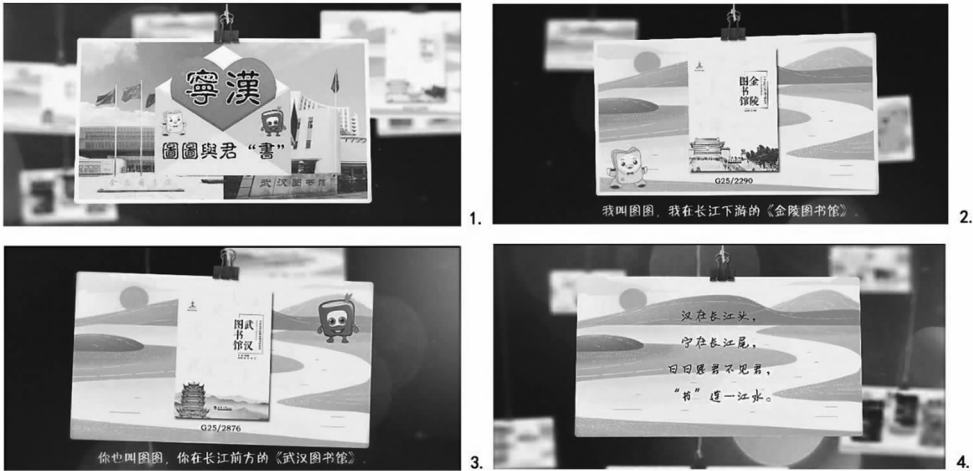 寧漢
圖圖與君“書”
武汉图书馆
1.
金陵
图书馆
G25/2290
我叫图图，我在长江下游的《金陵图书馆》.
2.
武汉
图书馆
G25/2876
你也叫图图，你在长江前方的《武汉图书馆》.
3.
汉在长江头，
宁在长江尾，
日日思君不见君，
“书”连一江水。
4.